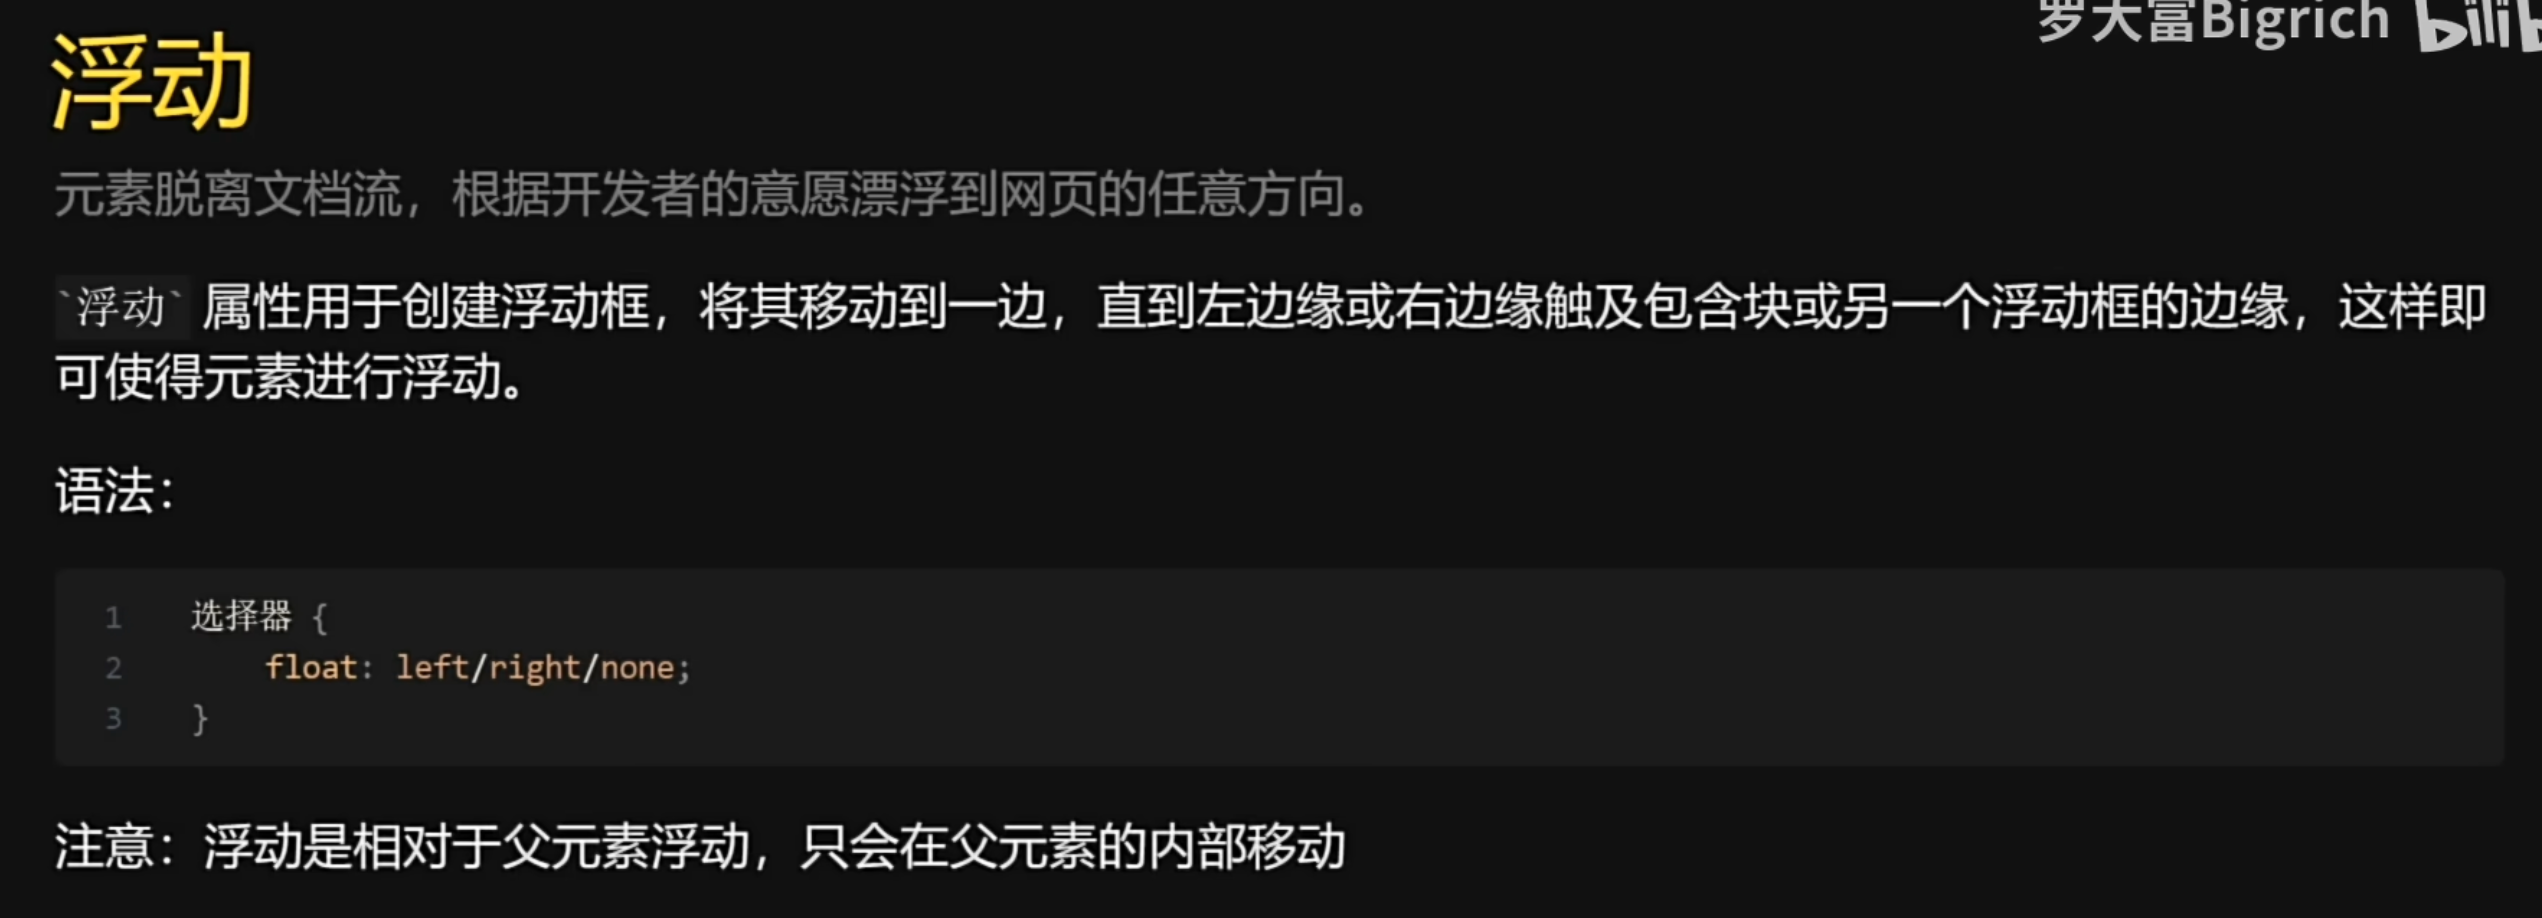 罗大富Bigrich bilib
浮动
元素脱离文档流，根据开发者的意愿漂浮到网页的任意方向。
`浮动` 属性用于创建浮动框，将其移动到一边，直到左边缘或右边缘触及包含块或另一个浮动框的边缘，这样即
可使得元素进行浮动。
语法：
1 选择器 {
2 float: left/right/none;
3 }
注意：浮动是相对于父元素浮动，只会在父元素的内部移动